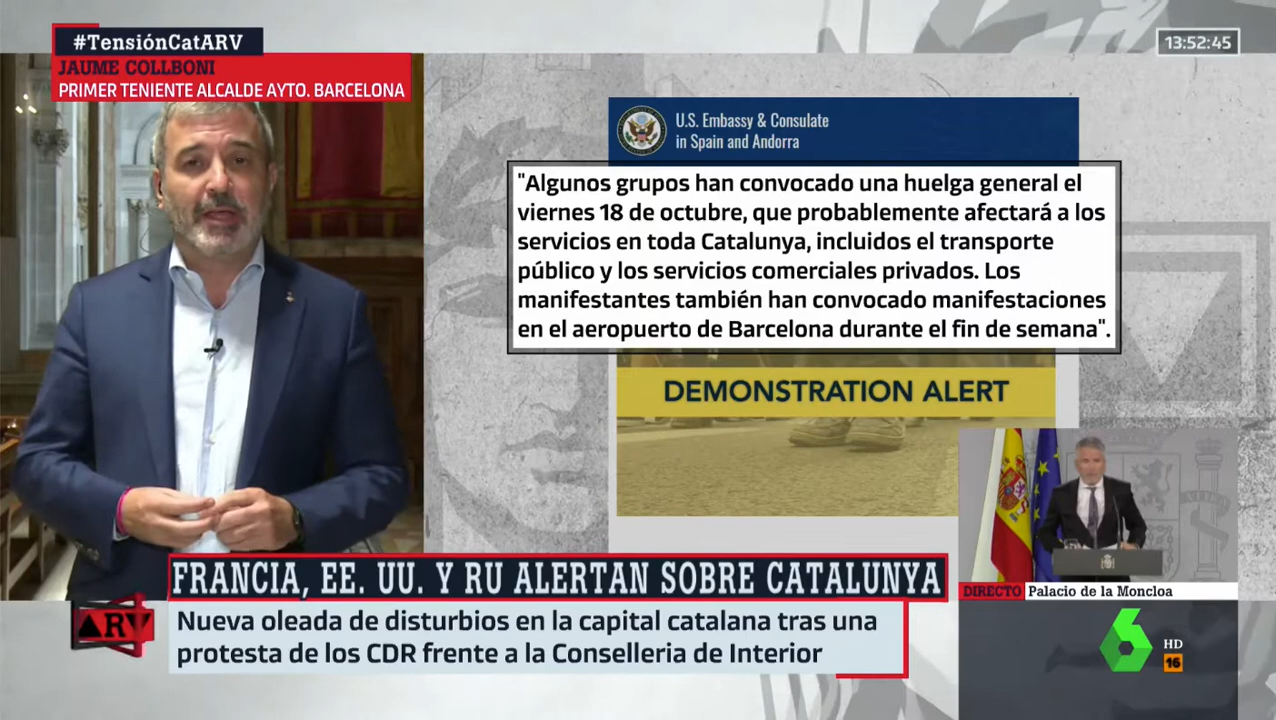 #TensiónCatARV
13:52:45
JAUME COLLBONI
PRIMER TENIENTE ALCALDE AYTO. BARCELONA
U.S. Embassy & Consulate
in Spain and Andorra
"Algunos grupos han convocado una huelga general el
viernes 18 de octubre, que probablemente afectará a los
servicios en toda Catalunya, incluidos el transporte
público y los servicios comerciales privados. Los
manifestantes también han convocado manifestaciones
en el aeropuerto de Barcelona durante el fin de semana".
DEMONSTRATION ALERT
FRANCIA, EE. UU. Y RU ALERTAN SOBRE CATALUNYA
DIRECTO Palacio de la Moncloa
ARV
Nueva oleada de disturbios en la capital catalana tras una
protesta de los CDR frente a la Conselleria de Interior
6
HD
16